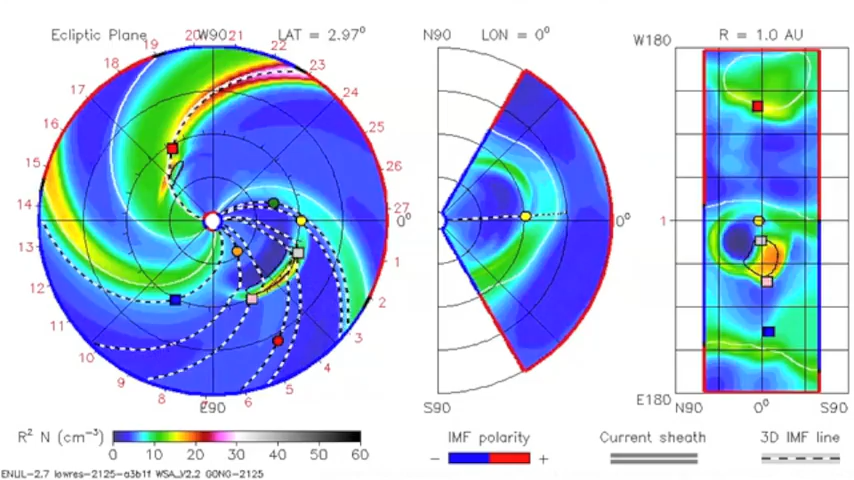 Ecliptic Plane W90 LAT = 2.97°
N90 LON = 0°
R = 1.0 AU
W180
19 20 21 22
18 23
17 24
16 25
15 26
14 27 0°
13 1
12 2
11 3
10 4
9 8 7 6 5
E90
0°
S90
1
E180
N90 0° S90
R² N (cm⁻³)
0 10 20 30 40 50 60
IMF polarity
- +
Current sheath
3D IMF line
ENUL-2.7 lowres-2125-a3b1f WSA_V2.2 GONG-2125